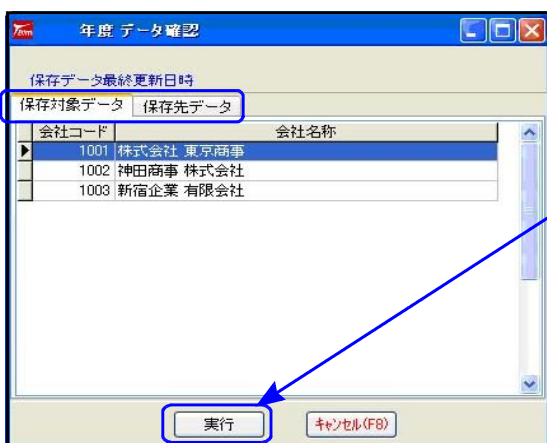 年度 データ確認
保存データ最終更新日時
保存対象データ 保存先データ
会社コード 会社名称
1001 株式会社 東京商事
1002 神田商事 株式会社
1003 新宿企業 有限会社
実行 キャンセル(F8)